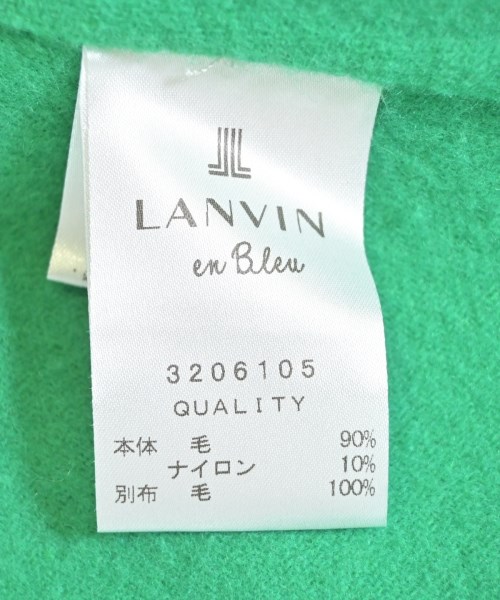 LANVIN
en Bleu
3206105
QUALITY
本体 毛 90%
ナイロン 10%
別布 毛 100%